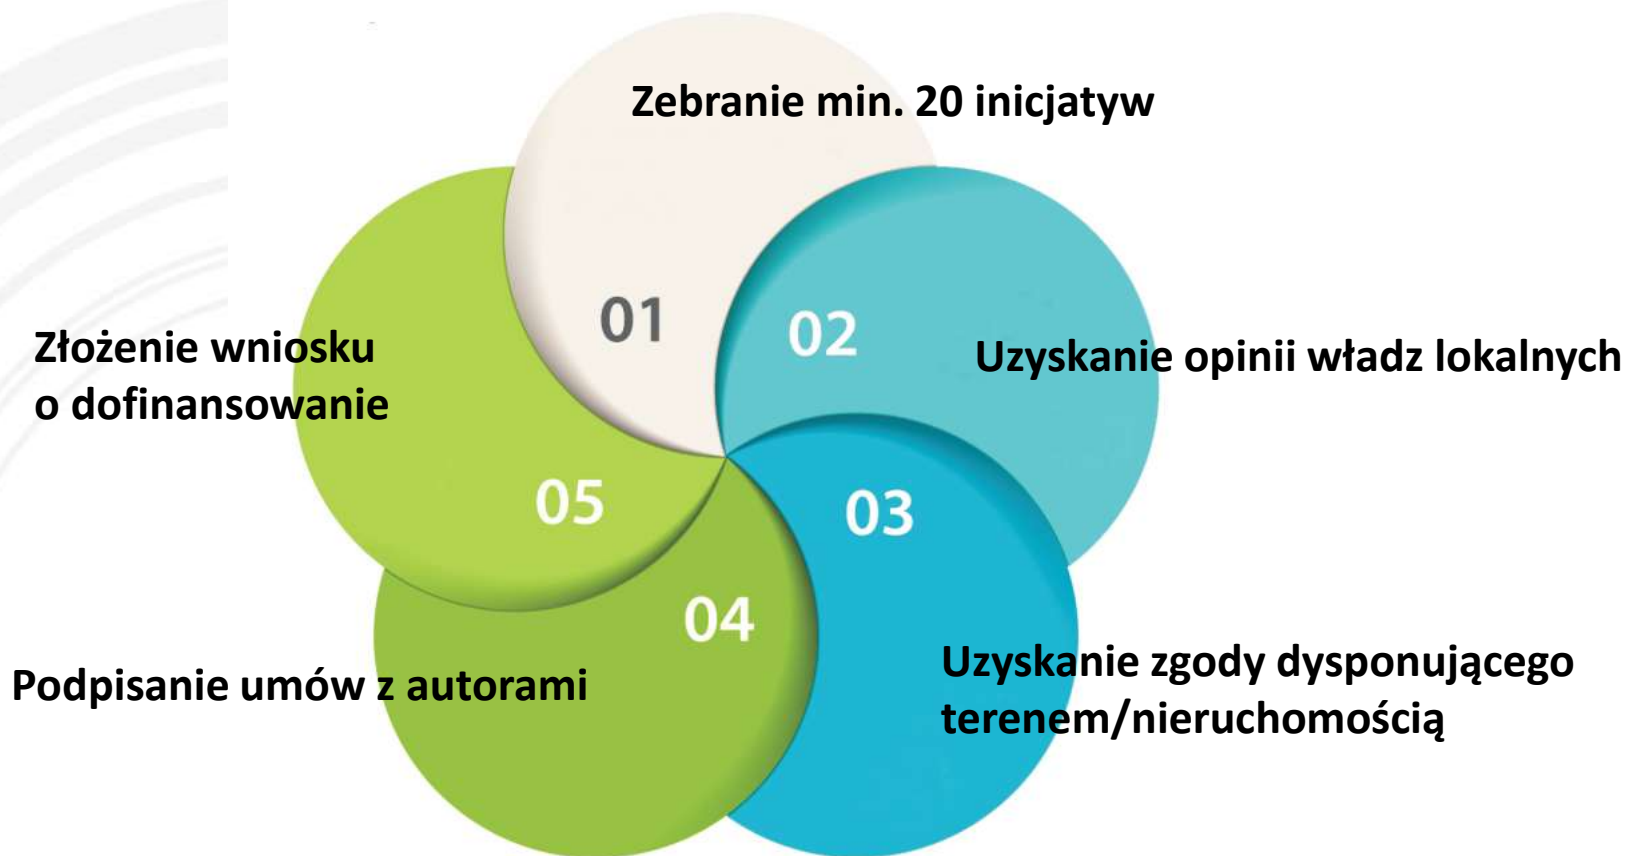 Zebranie min. 20 inicjatyw
01
02
Uzyskanie opinii władz lokalnych
03
Uzyskanie zgody dysponującego
terenem/nieruchomością
04
Podpisanie umów z autorami
05
Złożenie wniosku
o dofinansowanie